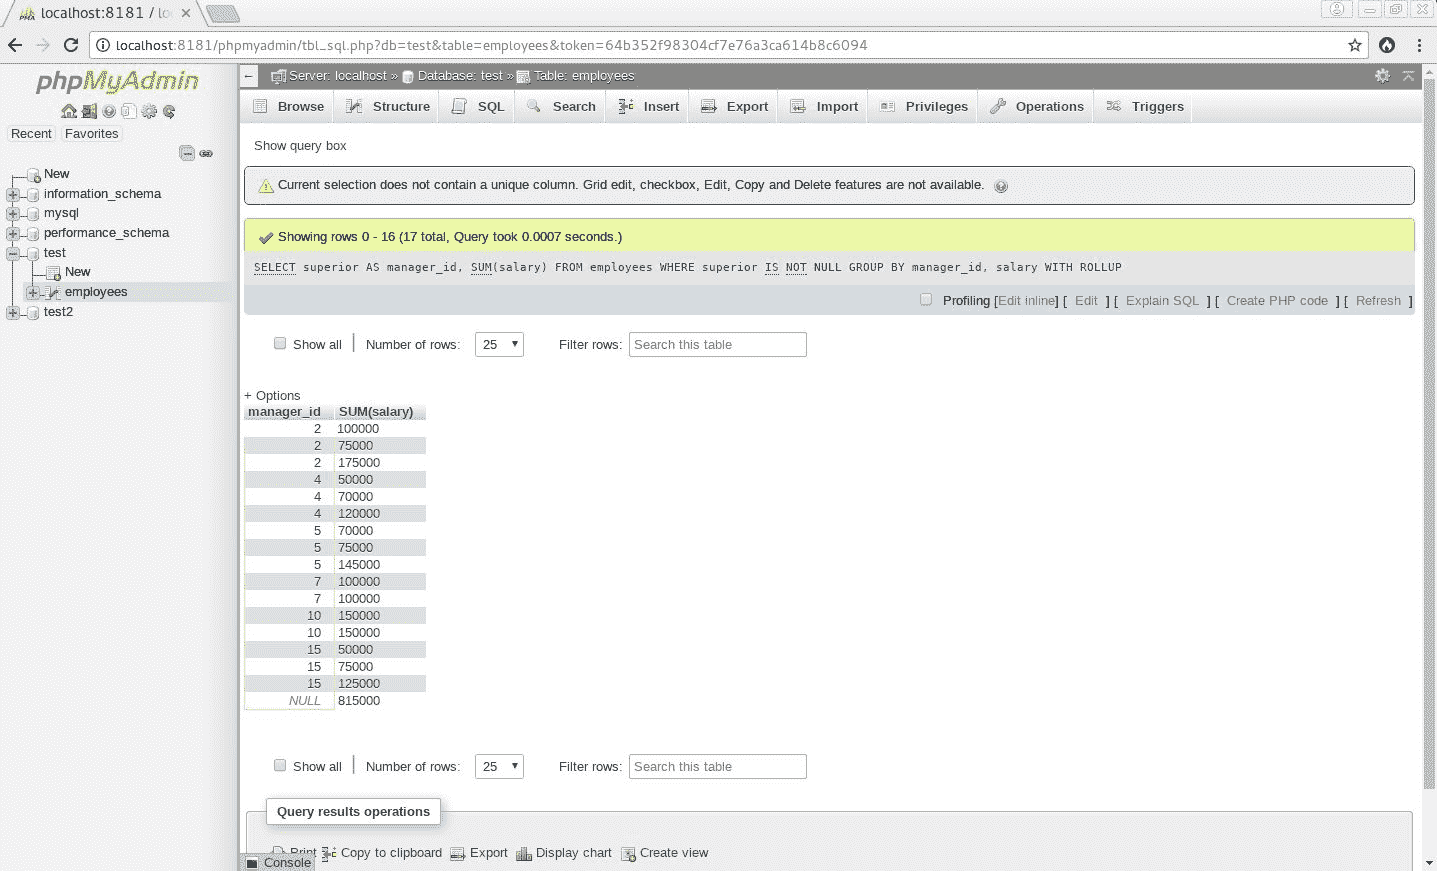 localhost:8181 / lo
localhost:8181/phpmyadmin/tbl_sql.php?db=test&table=employees&token=64b352f98304cf7e76a3ca614b8c6094
phpMyAdmin
Recent Favorites
New
information_schema
mysql
performance_schema
test
New
employees
test2
← Server: localhost » Database: test » Table: employees
Browse Structure SQL Search Insert Export Import Privileges Operations Triggers
Show query box
Current selection does not contain a unique column. Grid edit, checkbox, Edit, Copy and Delete features are not available.
Showing rows 0 - 16 (17 total, Query took 0.0007 seconds.)
SELECT superior AS manager_id, SUM(salary) FROM employees WHERE superior IS NOT NULL GROUP BY manager_id, salary WITH ROLLUP
Profiling [Edit inline] [ Edit ] [ Explain SQL ] [ Create PHP code ] [ Refresh ]
Show all | Number of rows: 25 Filter rows: Search this table
+ Options
manager_id SUM(salary)
2 100000
2 75000
2 175000
4 50000
4 70000
4 120000
5 70000
5 75000
5 145000
7 100000
7 100000
10 150000
10 150000
15 50000
15 75000
15 125000
NULL 815000
Show all | Number of rows: 25 Filter rows: Search this table
Query results operations
Print Copy to clipboard Export Display chart Create view
Console